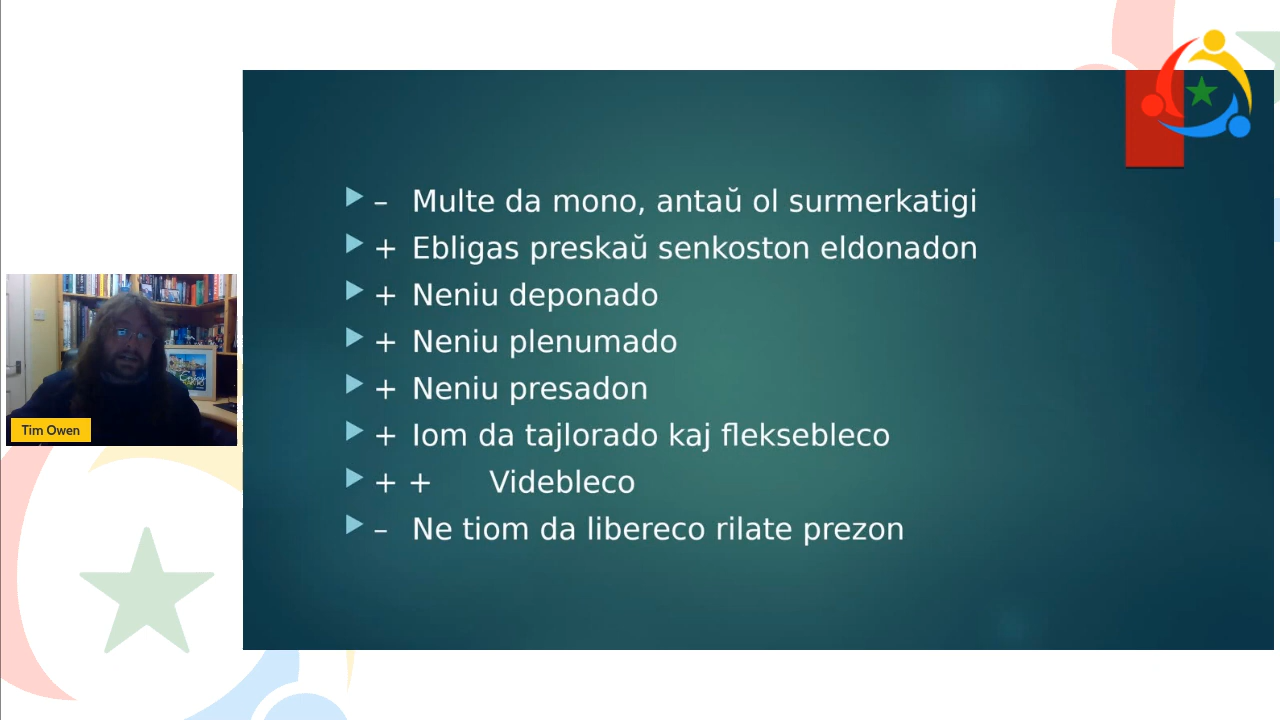 – Multe da mono, antaŭ ol surmerkatigi
+ Ebligas preskaŭ senkoston eldonadon
+ Neniu deponado
+ Neniu plenumado
+ Neniu presadon
+ Iom da tajlorado kaj fleksebleco
+ + Videbleco
– Ne tiom da libereco rilate prezon
Enjoy
Tim Owen